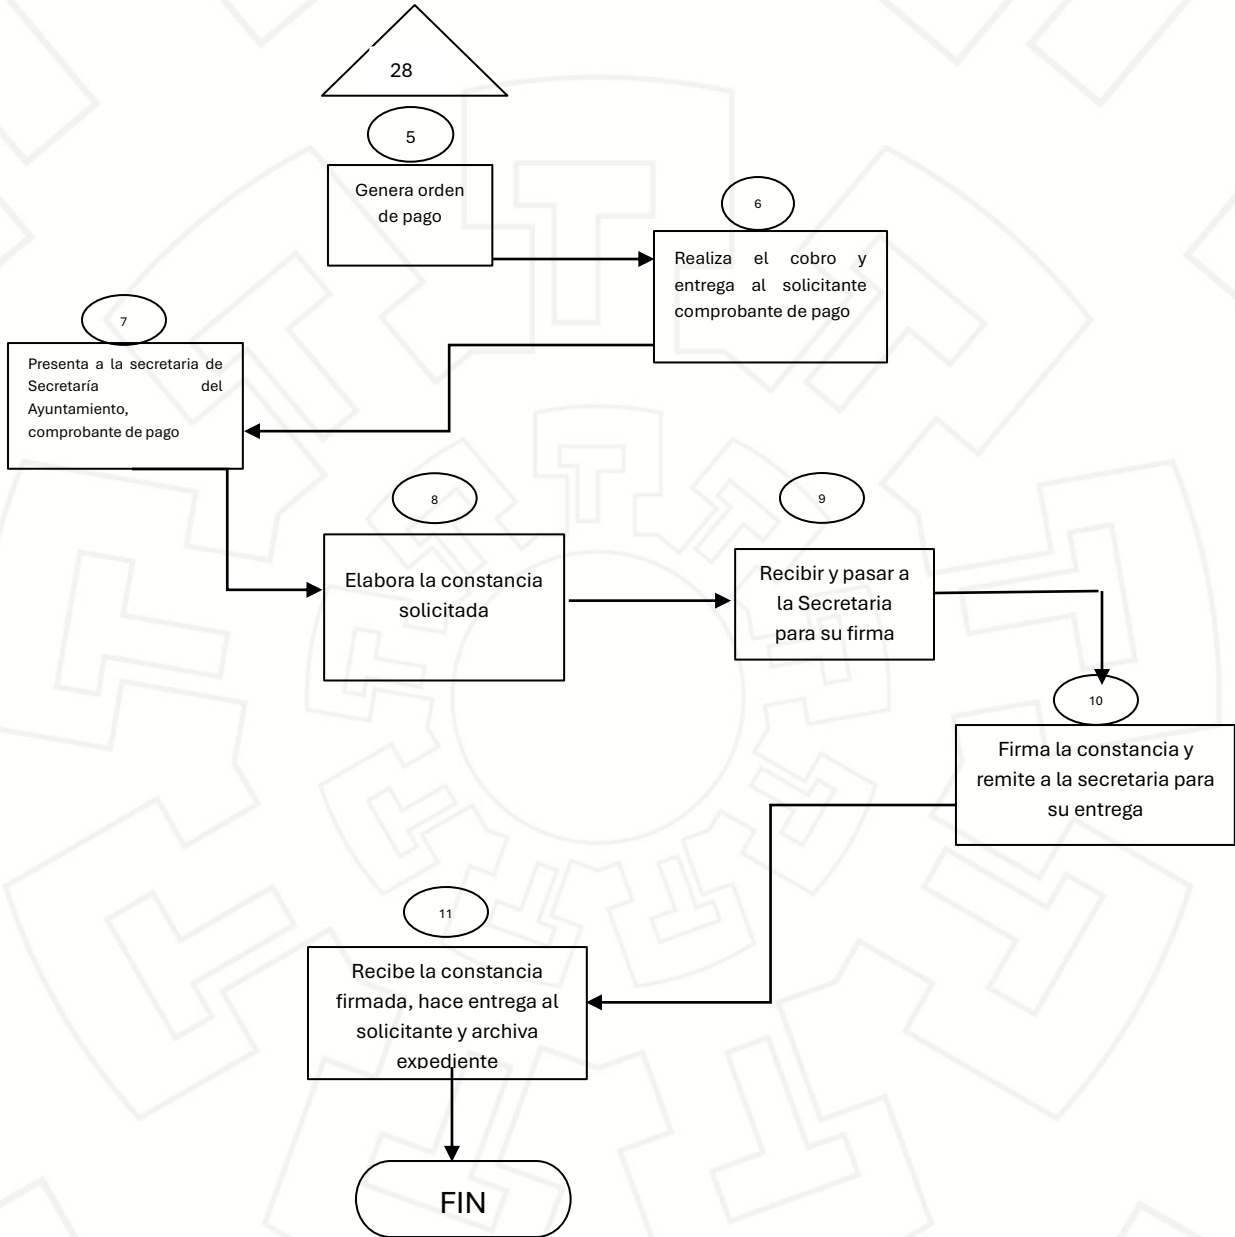 28
5
Genera orden
de pago
6
Realiza el cobro y
entrega al solicitante
comprobante de pago
7
Presenta a la secretaria de
Secretaría del
Ayuntamiento,
comprobante de pago
8
Elabora la constancia
solicitada
9
Recibir y pasar a
la Secretaria
para su firma
10
Firma la constancia y
remite a la secretaria para
su entrega
11
Recibe la constancia
firmada, hace entrega al
solicitante y archiva
expediente
FIN